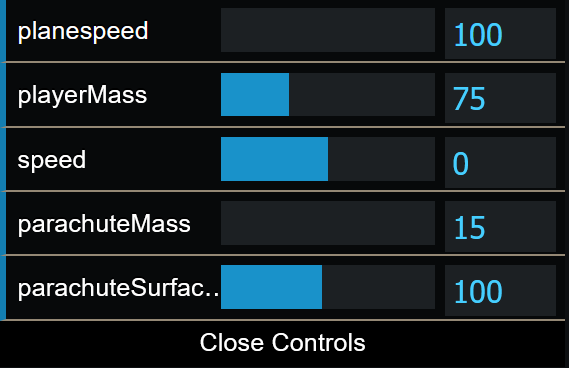 planespeed 100
playerMass 75
speed 0
parachuteMass 15
parachuteSurfac... 100
Close Controls